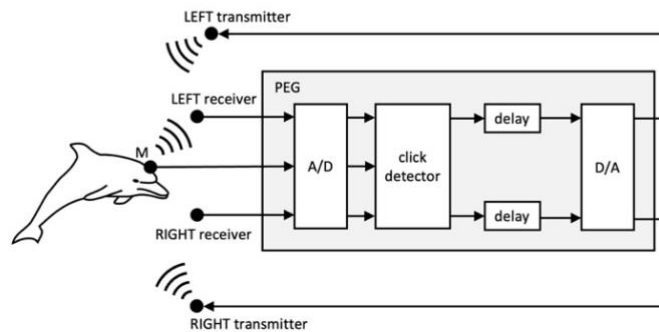 LEFT transmitter
PEG
LEFT receiver
M
A/D
click
detector
delay
D/A
delay
RIGHT receiver
RIGHT transmitter